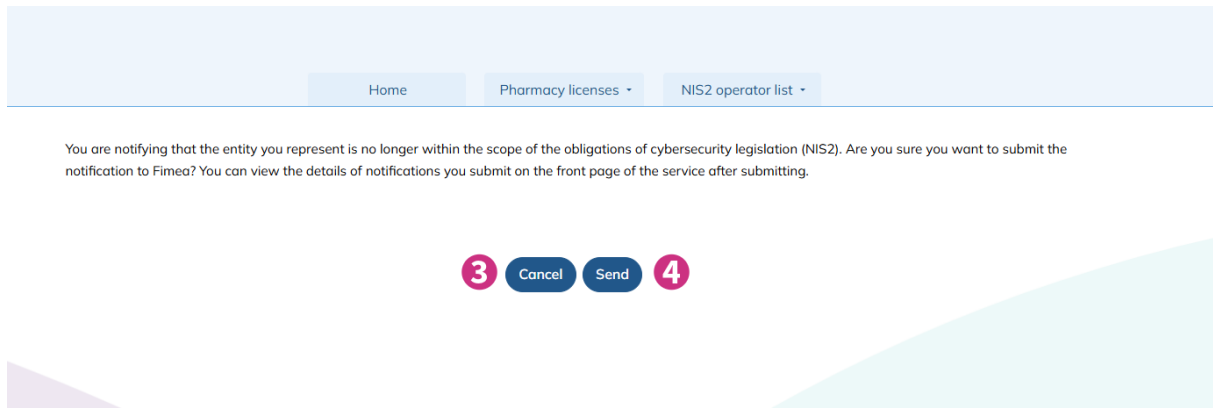 Home Pharmacy licenses NIS2 operator list
You are notifying that the entity you represent is no longer within the scope of the obligations of cybersecurity legislation (NIS2). Are you sure you want to submit the
notification to Fimea? You can view the details of notifications you submit on the front page of the service after submitting.
3 Cancel Send 4